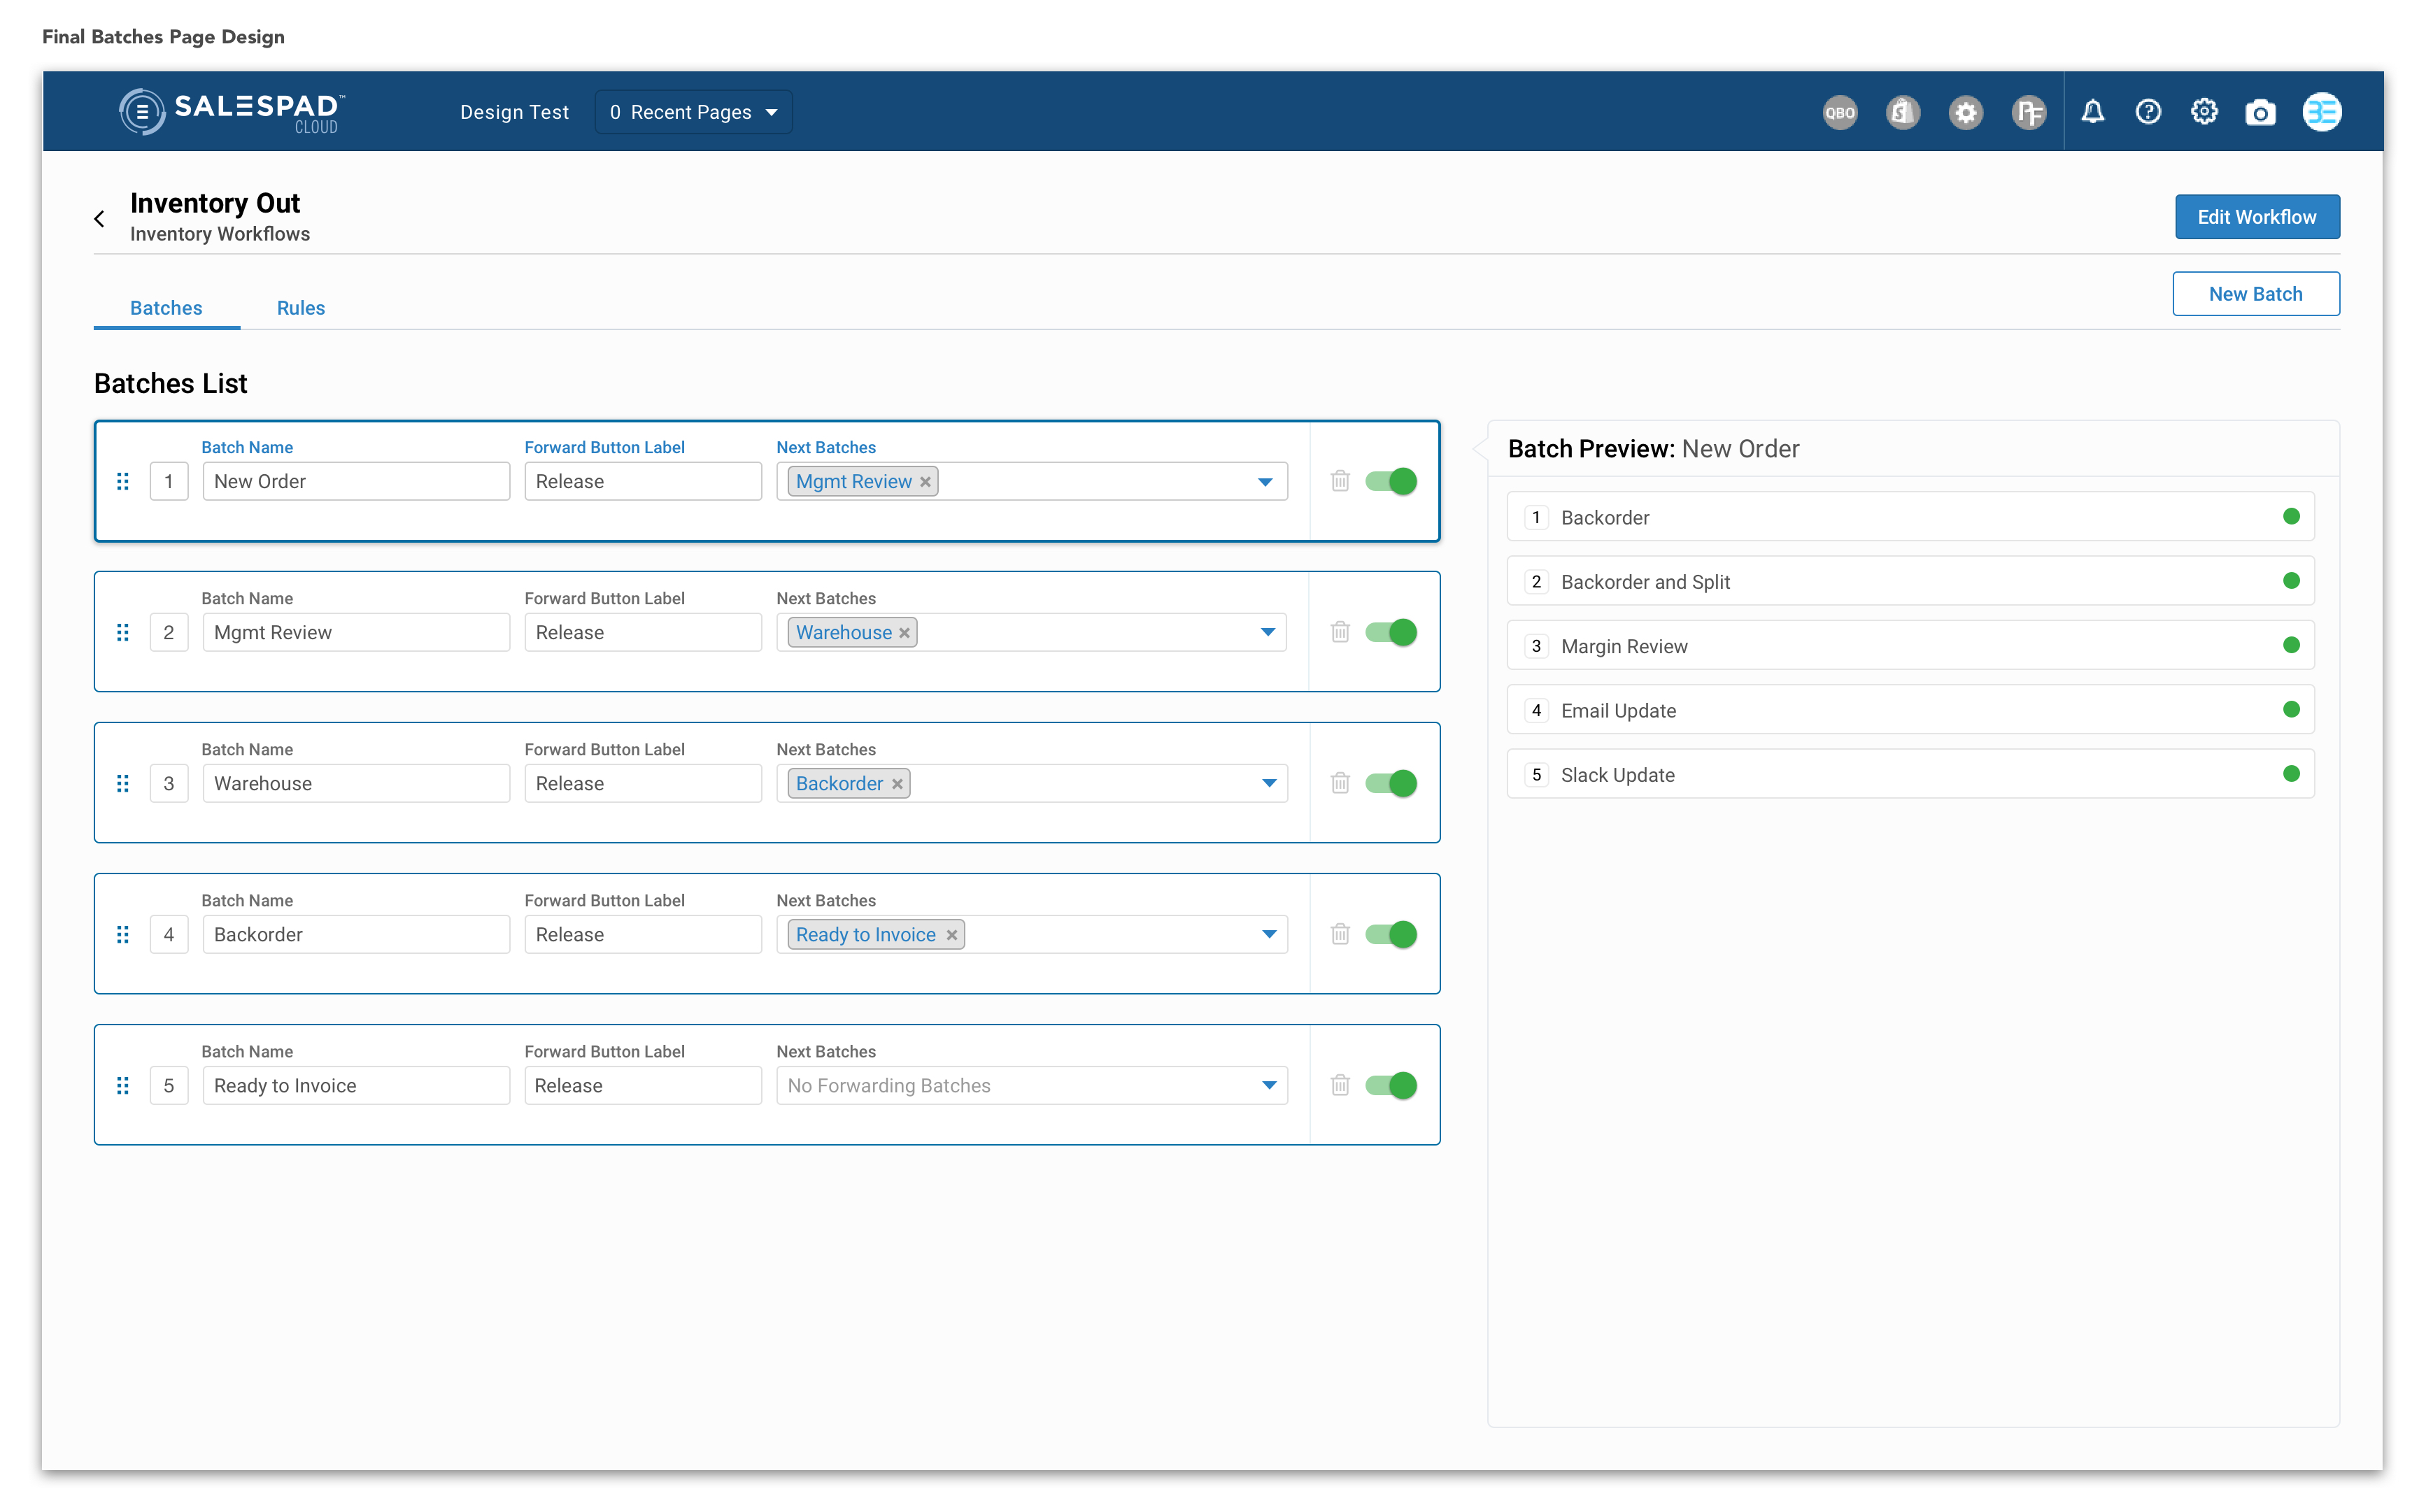 Final Batches Page Design
SALESPAD™
CLOUD
Design Test
0 Recent Pages
QBO
Inventory Out
Inventory Workflows
Edit Workflow
Batches
Rules
New Batch
Batches List
Batch Name
Forward Button Label
Next Batches
1
New Order
Release
Mgmt Review
Batch Name
Forward Button Label
Next Batches
2
Mgmt Review
Release
Warehouse
Batch Name
Forward Button Label
Next Batches
3
Warehouse
Release
Backorder
Batch Name
Forward Button Label
Next Batches
4
Backorder
Release
Ready to Invoice
Batch Name
Forward Button Label
Next Batches
5
Ready to Invoice
Release
No Forwarding Batches
Batch Preview: New Order
1 Backorder
2 Backorder and Split
3 Margin Review
4 Email Update
5 Slack Update